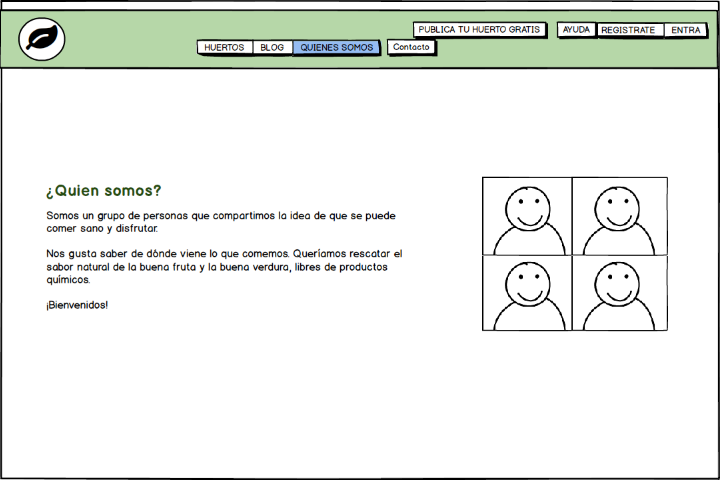 PUBLICA TU HUERTO GRATIS
AYUDA
REGISTRATE
ENTRA
HUERTOS
BLOG
QUIENES SOMOS
Contacto
¿Quien somos?
Somos un grupo de personas que compartimos la idea de que se puede
comer sano y disfrutar.
Nos gusta saber de dónde viene lo que comemos. Queríamos rescatar el
sabor natural de la buena fruta y la buena verdura, libres de productos
químicos.
¡Bienvenidos!